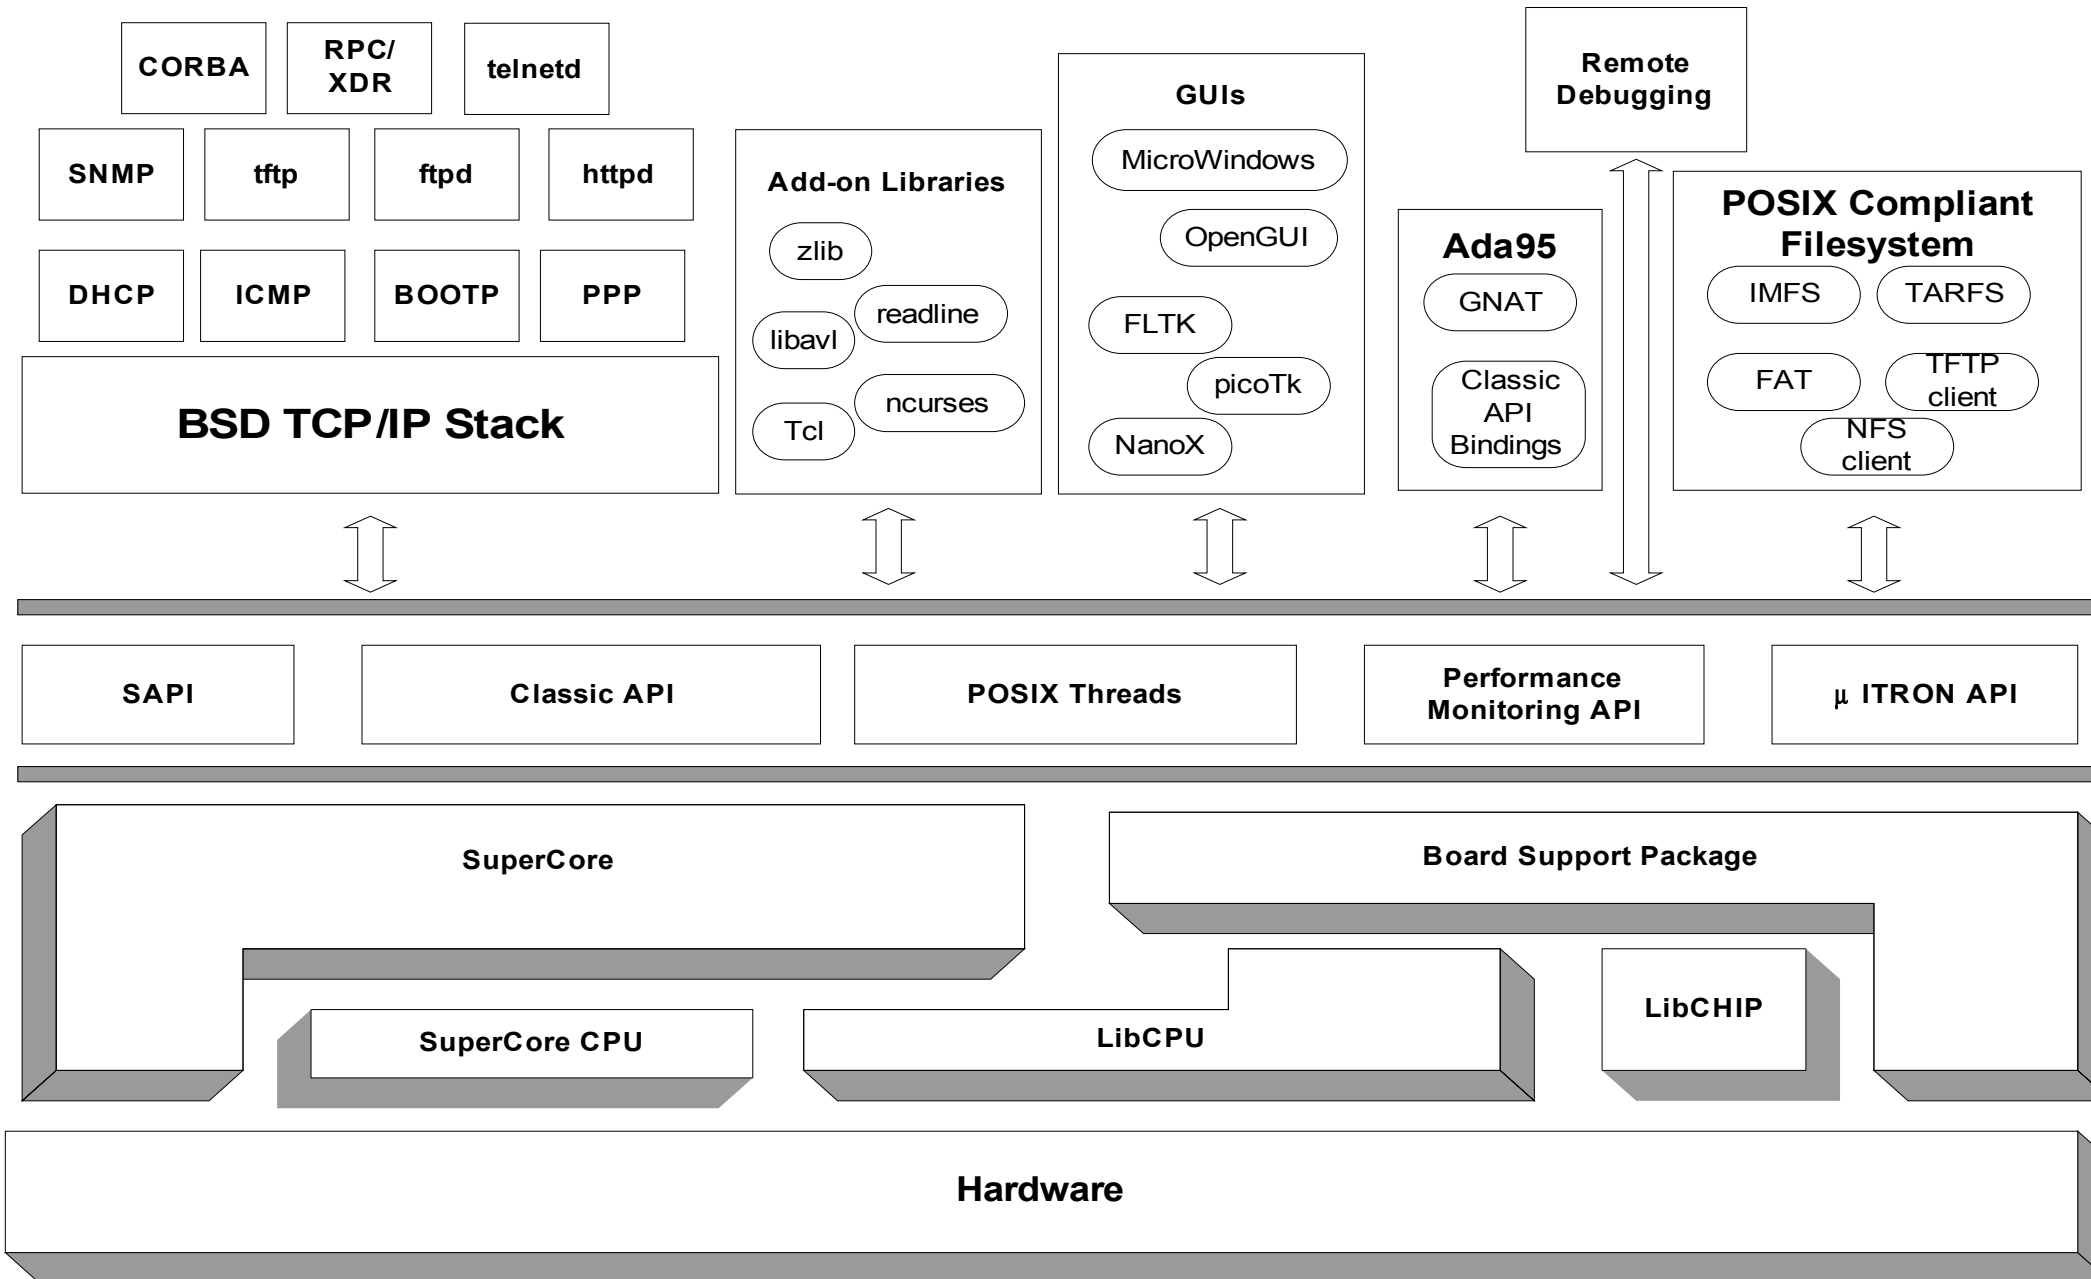 CORBA
RPC/
XDR
telnetd
SNMP
tftp
ftpd
httpd
DHCP
ICMP
BOOTP
PPP
BSD TCP/IP Stack
Add-on Libraries
zlib
readline
libavl
ncurses
Tcl
GUIs
MicroWindows
OpenGUI
FLTK
picoTk
NanoX
Ada95
GNAT
Classic
API
Bindings
Remote
Debugging
POSIX Compliant
Filesystem
IMFS
TARFS
FAT
TFTP
client
NFS
client
SAPI
Classic API
POSIX Threads
Performance
Monitoring API
μ ITRON API
SuperCore
Board Support Package
SuperCore CPU
LibCPU
LibCHIP
Hardware